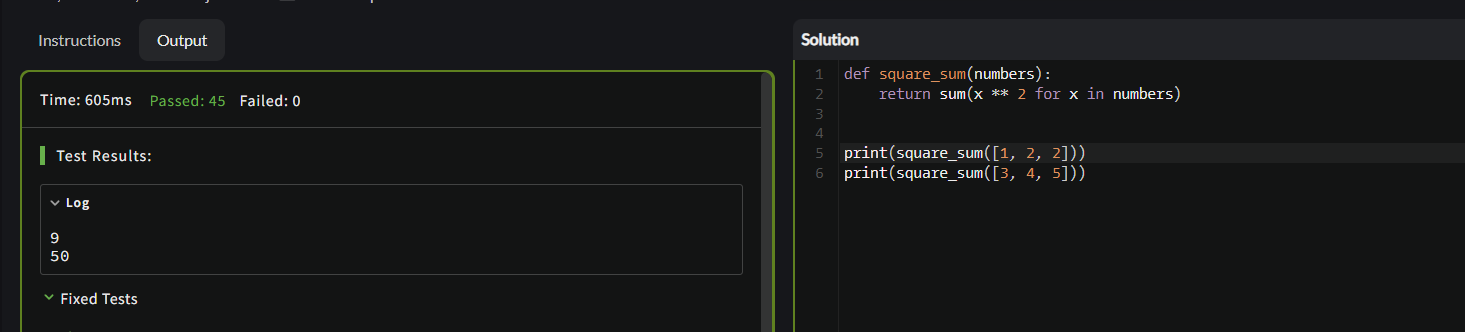 Instructions
Output
Time: 605ms Passed: 45 Failed: 0
Test Results:
Log
9
50
Fixed Tests
Solution
1 def square_sum(numbers):
2     return sum(x ** 2 for x in numbers)
3
4
5 print(square_sum([1, 2, 2]))
6 print(square_sum([3, 4, 5]))